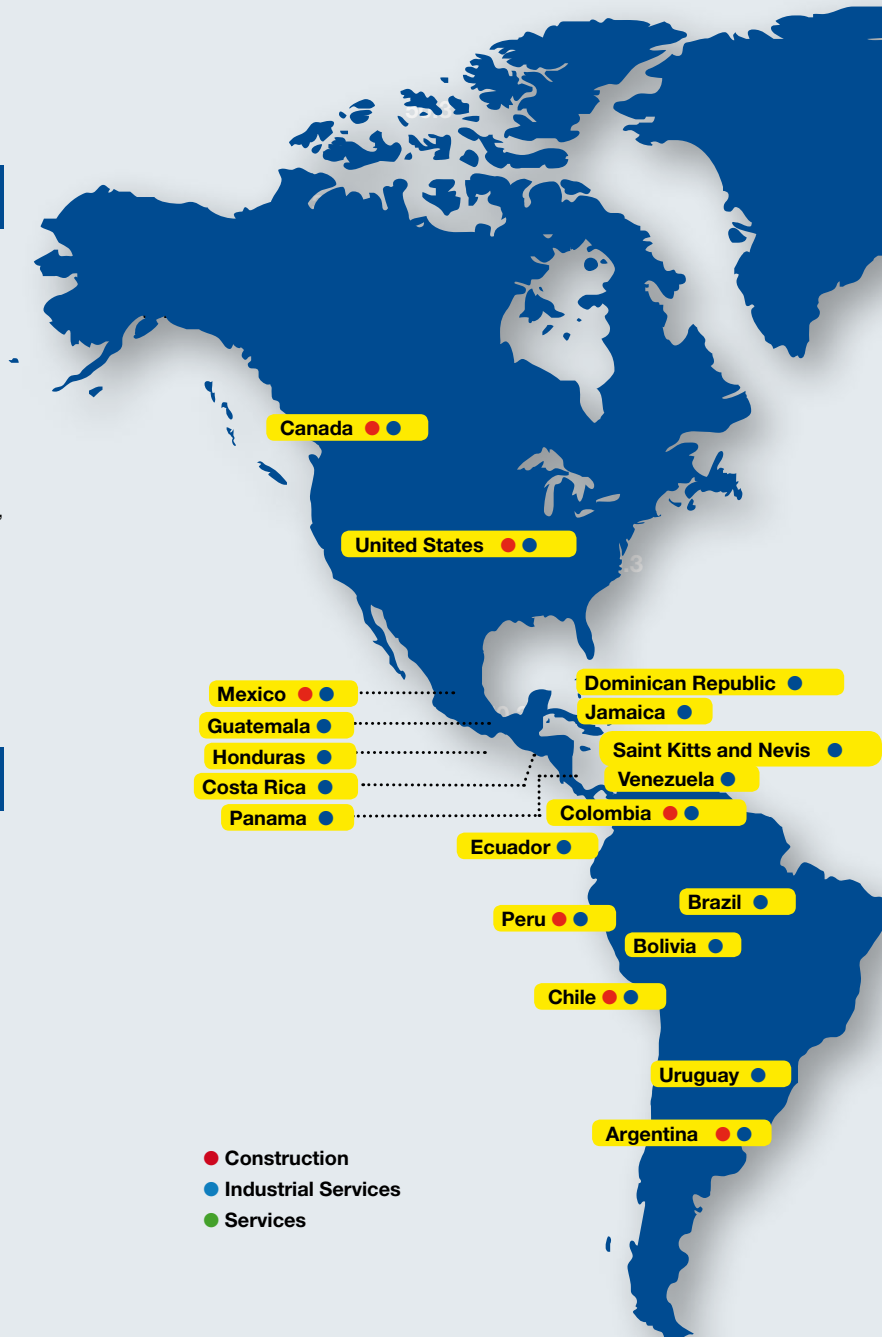 Canada
United States
Mexico
Guatemala
Honduras
Costa Rica
Panama
Dominican Republic
Jamaica
Saint Kitts and Nevis
Venezuela
Colombia
Ecuador
Brazil
Peru
Bolivia
Chile
Uruguay
Argentina
Construction
Industrial Services
Services